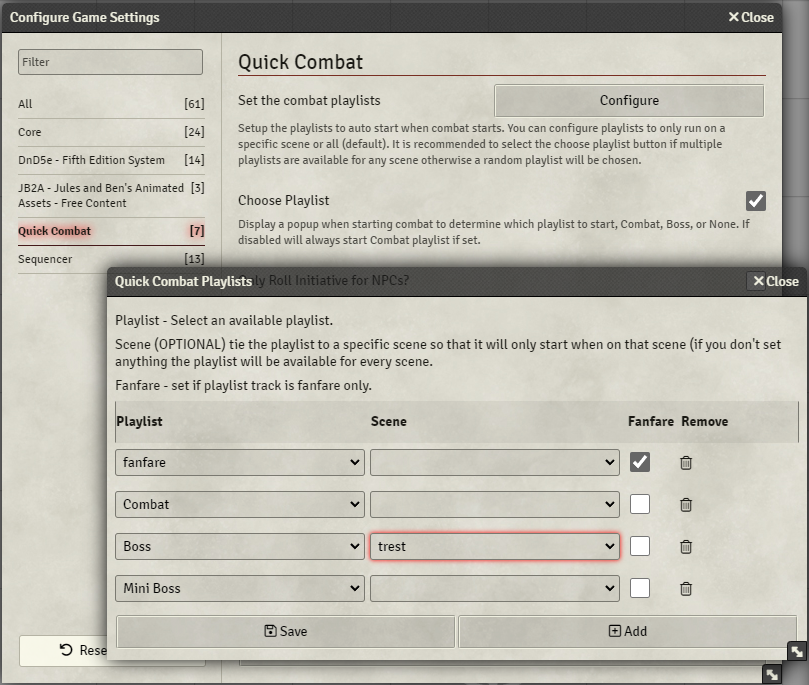 Configure Game Settings
Close
Filter
All [61]
Core [24]
DnD5e - Fifth Edition System [14]
JB2A - Jules and Ben's Animated [3]
Assets - Free Content
Quick Combat [7]
Sequencer [13]
Quick Combat
Set the combat playlists
Configure
Setup the playlists to auto start when combat starts. You can configure playlists to only run on a
specific scene or all (default). It is recommended to select the choose playlist button if multiple
playlists are available for any scene otherwise a random playlist will be chosen.
Choose Playlist
Display a popup when starting combat to determine which playlist to start, Combat, Boss, or None. If
disabled will always start Combat playlist if set.
Roll Initiative for NPCs?
Quick Combat Playlists
Close
Playlist - Select an available playlist.
Scene (OPTIONAL) tie the playlist to a specific scene so that it will only start when on that scene (if you don't set
anything the playlist will be available for every scene.
Fanfare - set if playlist track is fanfare only.
Playlist Scene Fanfare Remove
fanfare
Combat
Boss trest
Mini Boss
Save Add
Rese